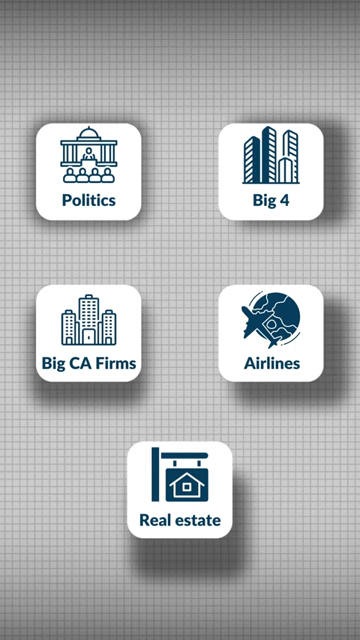 Politics
Big 4
Big CA Firms
Airlines
Real estate